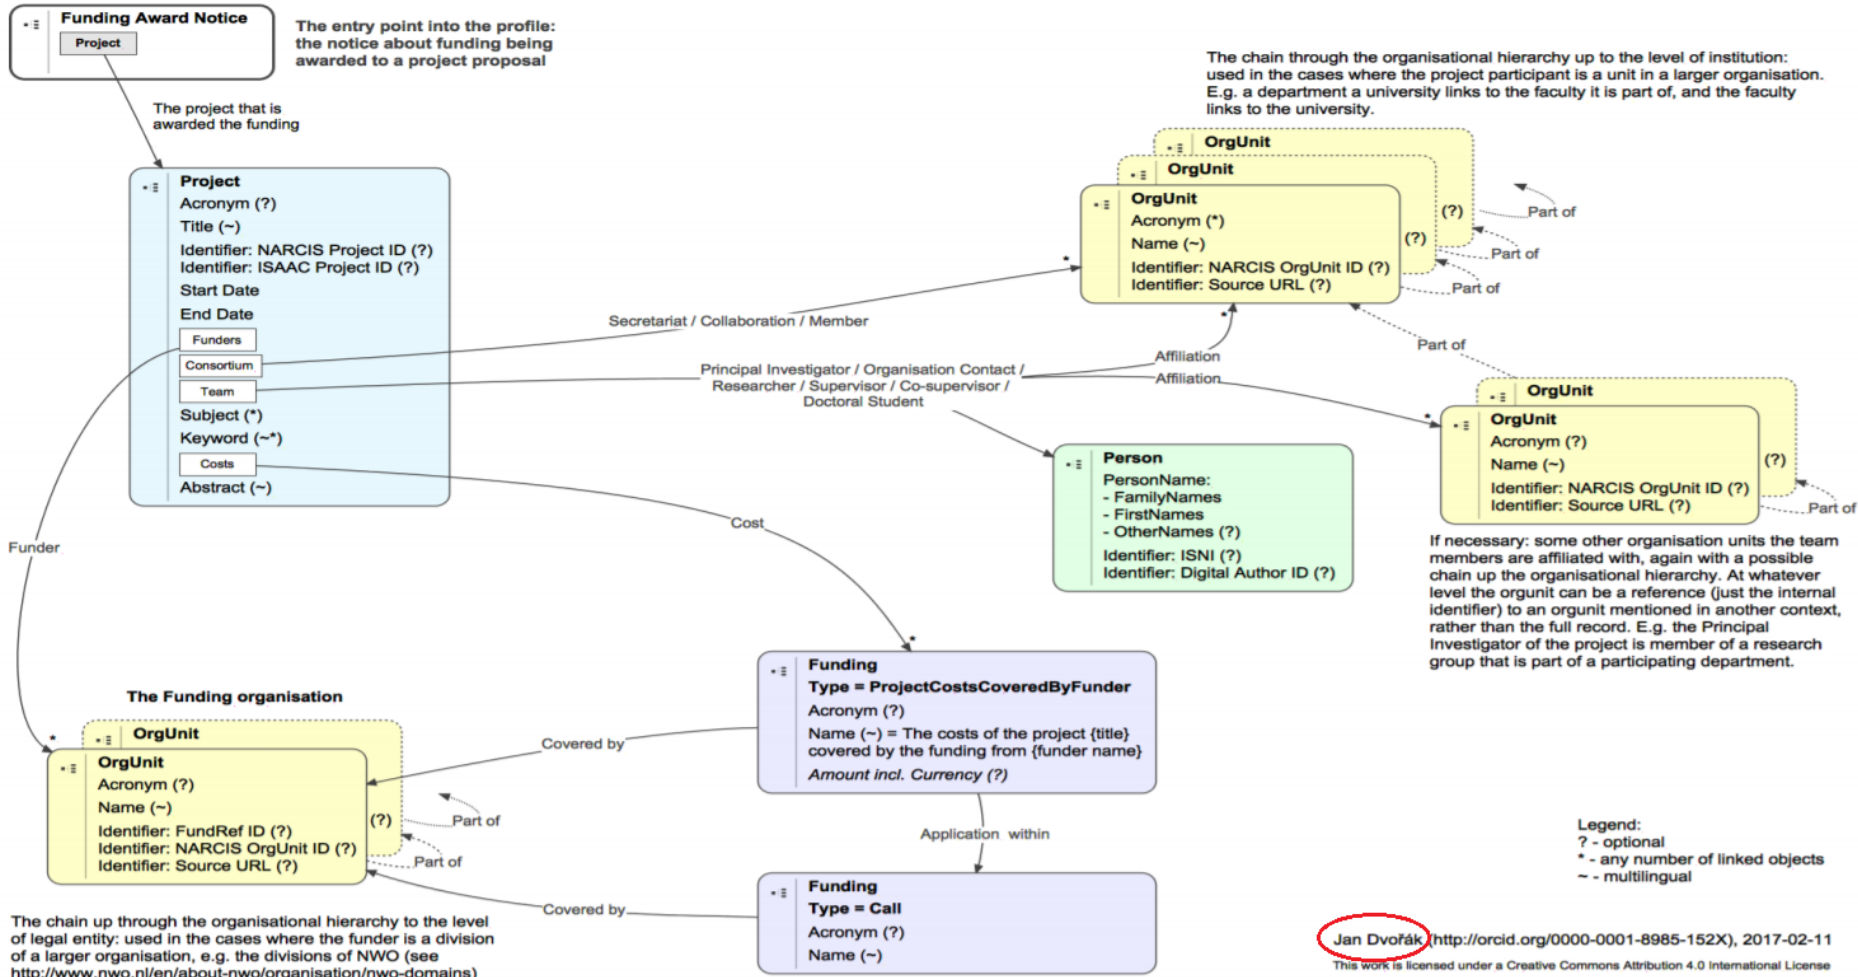 Funding Award Notice
Project
The entry point into the profile:
the notice about funding being
awarded to a project proposal
The project that is
awarded the funding
The chain through the organisational hierarchy up to the level of institution:
used in the cases where the project participant is a unit in a larger organisation.
E.g. a department a university links to the faculty it is part of, and the faculty
links to the university.
Project
Acronym (?)
Title (~)
Identifier: NARCIS Project ID (?)
Identifier: ISAAC Project ID (?)
Start Date
End Date
Funders
Consortium
Team
Subject (*)
Keyword (~*)
Costs
Abstract (~)
OrgUnit
OrgUnit
OrgUnit
Acronym (*)
Name (~)
Identifier: NARCIS OrgUnit ID (?)
Identifier: Source URL (?)
(?)
(?)
Part of
Part of
Part of
*
Secretariat / Collaboration / Member
*
Principal Investigator / Organisation Contact /
Researcher / Supervisor / Co-supervisor /
Doctoral Student
Affiliation
Affiliation
Part of
*
OrgUnit
OrgUnit
Acronym (?)
Name (~)
Identifier: NARCIS OrgUnit ID (?)
Identifier: Source URL (?)
(?)
Part of
Person
PersonName:
- FamilyNames
- FirstNames
- OtherNames (?)
Identifier: ISNI (?)
Identifier: Digital Author ID (?)
If necessary: some other organisation units the team
members are affiliated with, again with a possible
chain up the organisational hierarchy. At whatever
level the orgunit can be a reference (just the internal
identifier) to an orgunit mentioned in another context,
rather than the full record. E.g. the Principal
Investigator of the project is member of a research
group that is part of a participating department.
Cost
Funder
*
Funding
Type = ProjectCostsCoveredByFunder
Acronym (?)
Name (~) = The costs of the project {title}
covered by the funding from {funder name}
Amount incl. Currency (?)
The Funding organisation
*
OrgUnit
OrgUnit
Acronym (?)
Name (~)
Identifier: FundRef ID (?)
Identifier: NARCIS OrgUnit ID (?)
Identifier: Source URL (?)
(?)
Part of
Part of
Covered by
Application within
Covered by
Funding
Type = Call
Acronym (?)
Name (~)
The chain up through the organisational hierarchy to the level
of legal entity: used in the cases where the funder is a division
of a larger organisation, e.g. the divisions of NWO (see
http://www.nwo.nl/en/about-nwo/organisation/nwo-domains)
Legend:
? - optional
* - any number of linked objects
~ - multilingual
Jan Dvořák (http://orcid.org/0000-0001-8985-152X), 2017-02-11
This work is licensed under a Creative Commons Attribution 4.0 International License